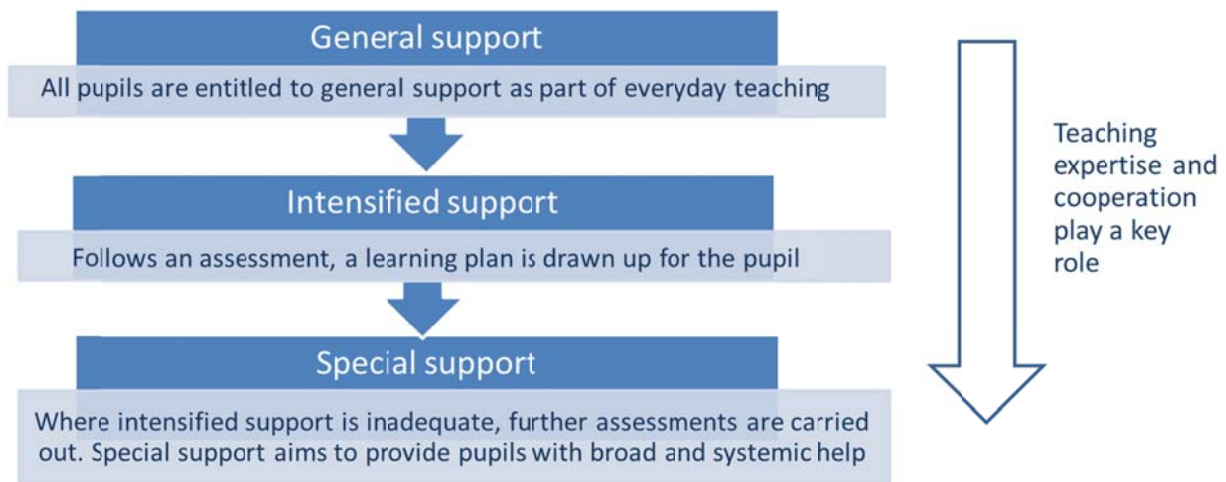 General support
All pupils are entitled to general support as part of everyday teaching
Intensified support
Follows an assessment, a learning plan is drawn up for the pupil
Special support
Where intensified support is inadequate, further assessments are carried
out. Special support aims to provide pupils with broad and systemic help
Teaching
expertise and
cooperation
play a key
role